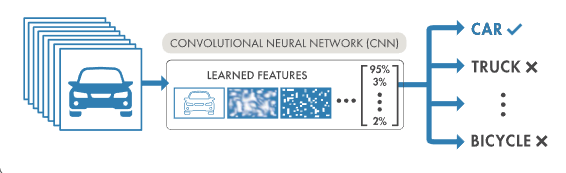 CONVOLUTIONAL NEURAL NETWORK (CNN)
LEARNED FEATURES
95%
3%
2%
CAR
TRUCK
BICYCLE